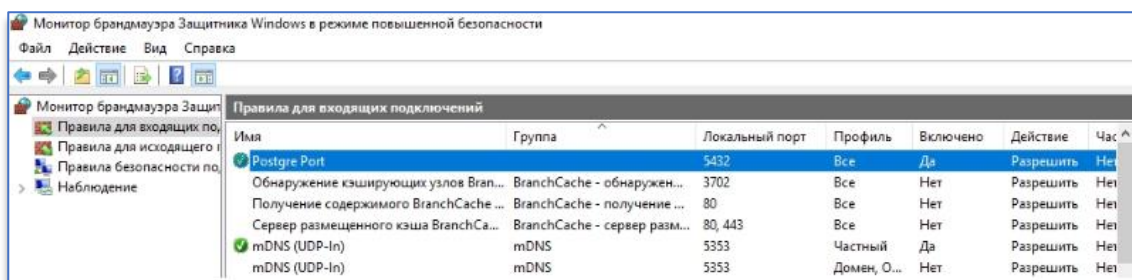 Монитор брандмауэра Защитника Windows в режиме повышенной безопасности
Файл Действие Вид Справка
Монитор брандмауэра Защит
Правила для входящих по,
Правила для исходящего г
Правила безопасности по,
Наблюдение
Правила для входящих подключений
Имя Группа Локальный порт Профиль Включено Действие Час
Postgre Port 5432 Все Да Разрешить Нет
Обнаружение кэширующих узлов Bran... BranchCache - обнаружен... 3702 Все Нет Разрешить Нет
Получение содержимого BranchCache ... BranchCache - получение ... 80 Все Нет Разрешить Нет
Сервер размещенного кэша BranchCa... BranchCache - сервер разм... 80, 443 Все Нет Разрешить Нет
mDNS (UDP-In) mDNS 5353 Частный Да Разрешить Нет
mDNS (UDP-In) mDNS 5353 Домен, О... Нет Разрешить Нет